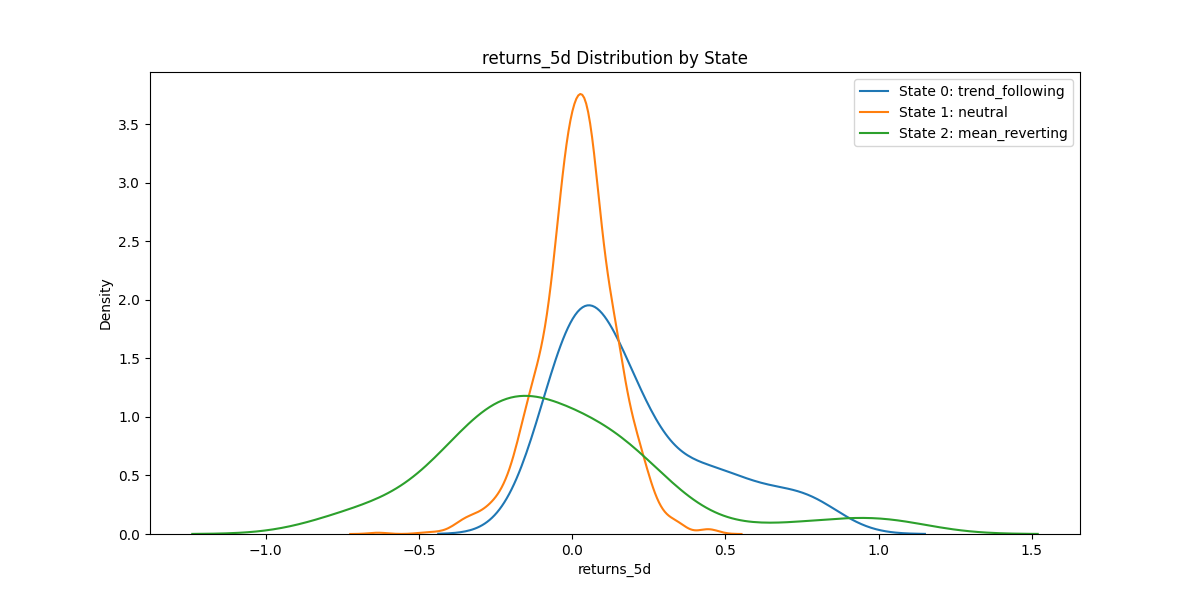 returns_5d Distribution by State
State 0: trend_following
State 1: neutral
State 2: mean_reverting
Density
3.5
3.0
2.5
2.0
1.5
1.0
0.5
0.0
−1.0
−0.5
0.0
0.5
1.0
1.5
returns_5d